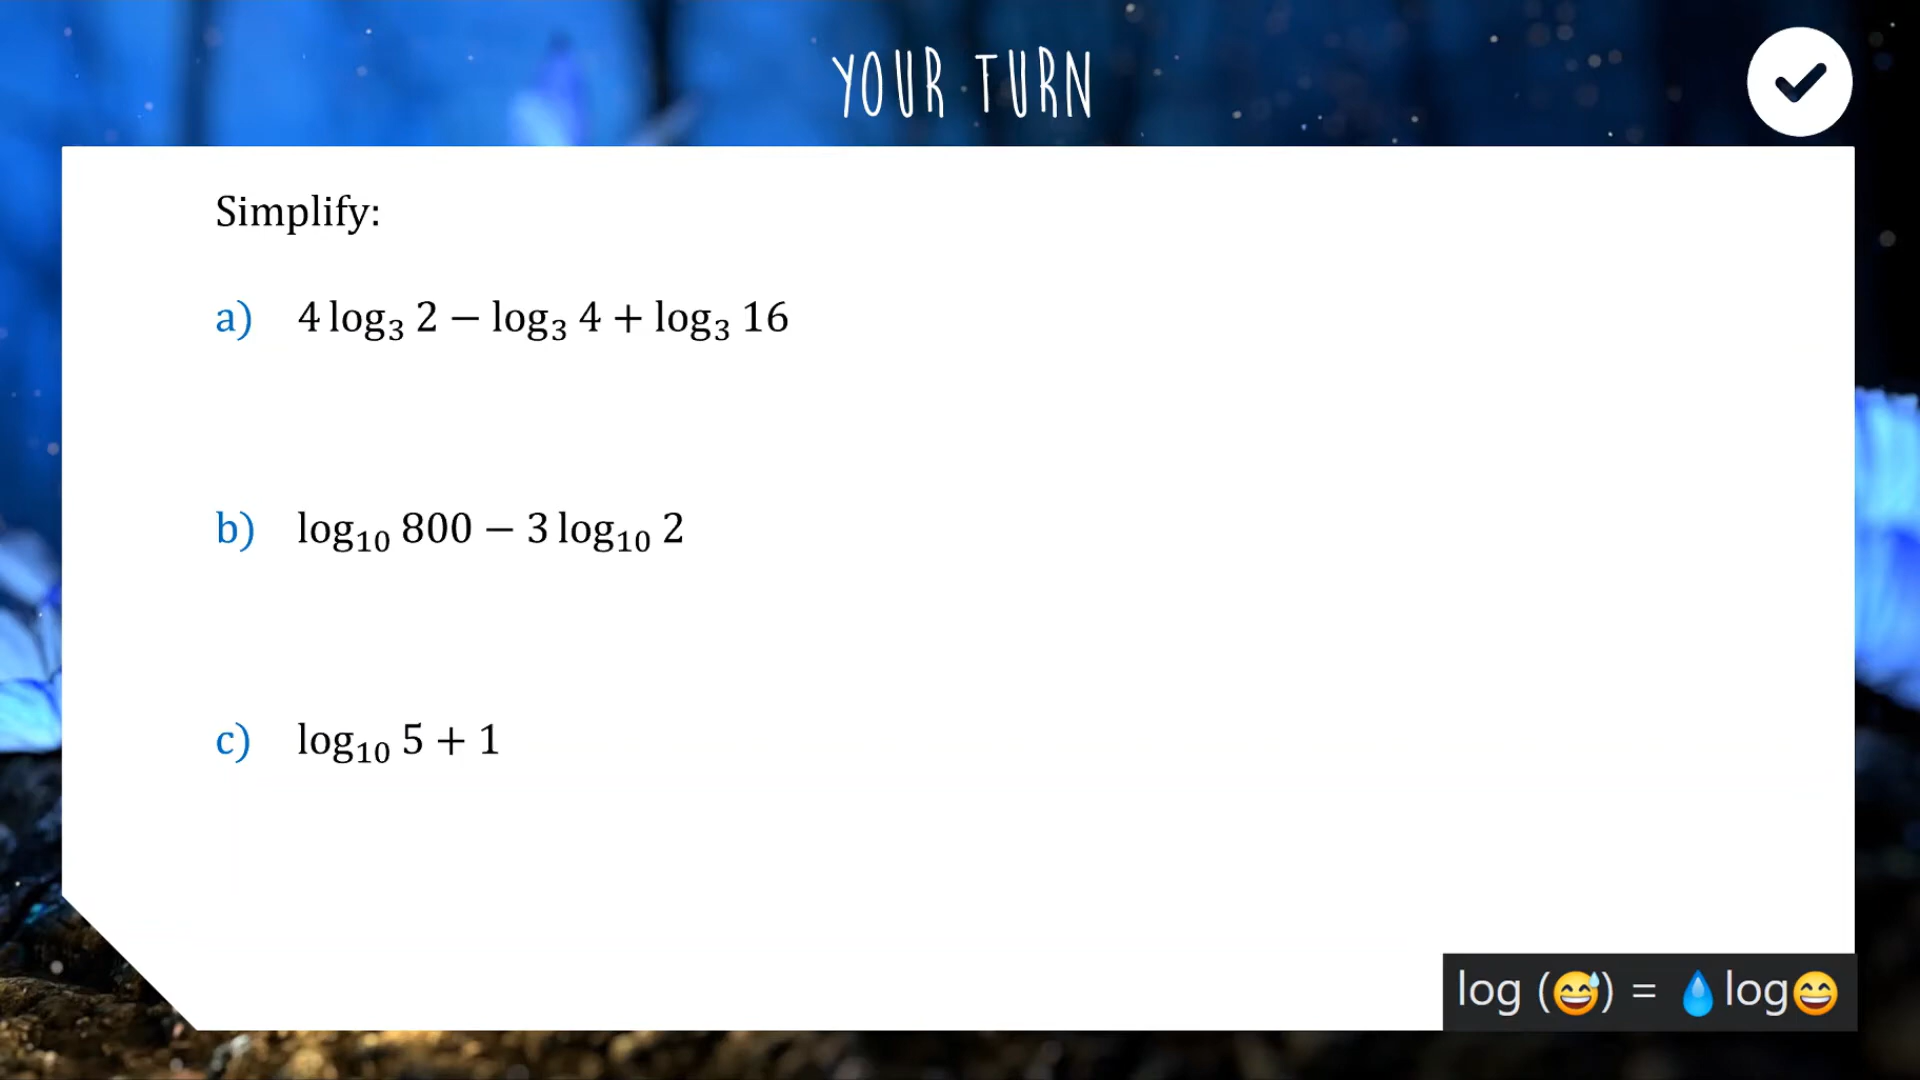 YOUR TURN
Simplify:
a) 4 log₃ 2 − log₃ 4 + log₃ 16
b) log₁₀ 800 − 3 log₁₀ 2
c) log₁₀ 5 + 1
log (😅) = 💧log😄